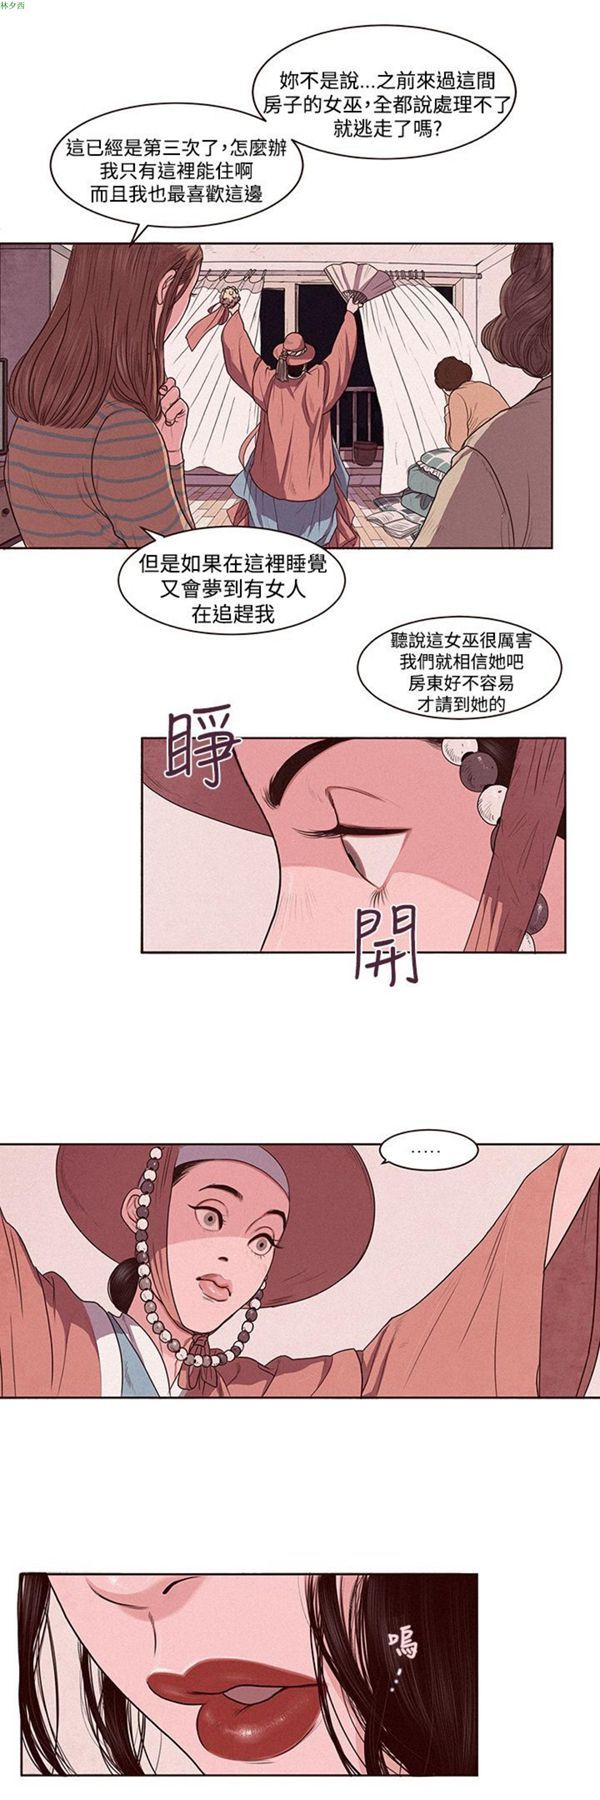 林夕西
妳不是說...之前來過這間
房子的女巫，全都說處理不了
就逃走了嗎?
這已經是第三次了，怎麼辦
我只有這裡能住啊
而且我也最喜歡這邊
但是如果在這裡睡覺
又會夢到有女人
在追趕我
聽說這女巫很厲害
我們就相信她吧
房東好不容易
才請到她的
睜
開
.....
嗚...